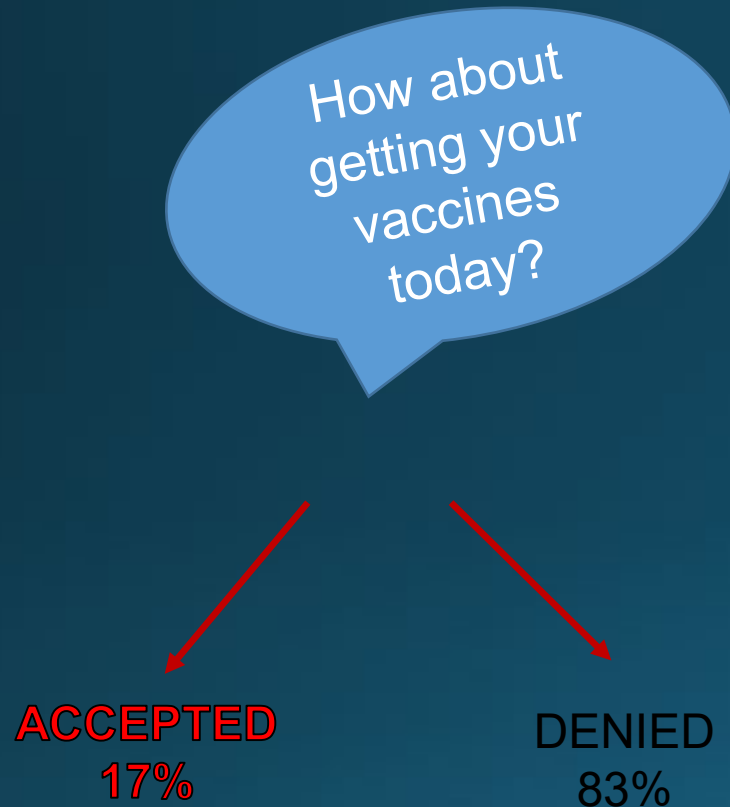 How about
getting your
vaccines
today?
ACCEPTED
17%
DENIED
83%